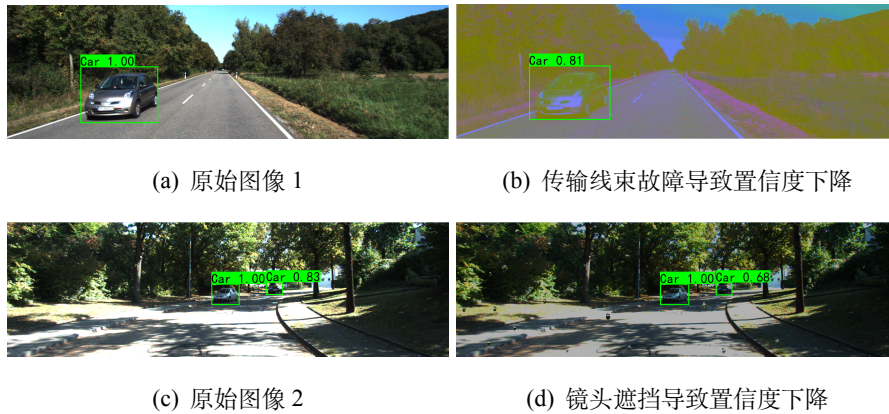 Car 1.00
Car 0.81
(a) 原始图像 1
(b) 传输线束故障导致置信度下降
Car 1.00 Car 0.83
Car 1.00 Car 0.68
(c) 原始图像 2
(d) 镜头遮挡导致置信度下降